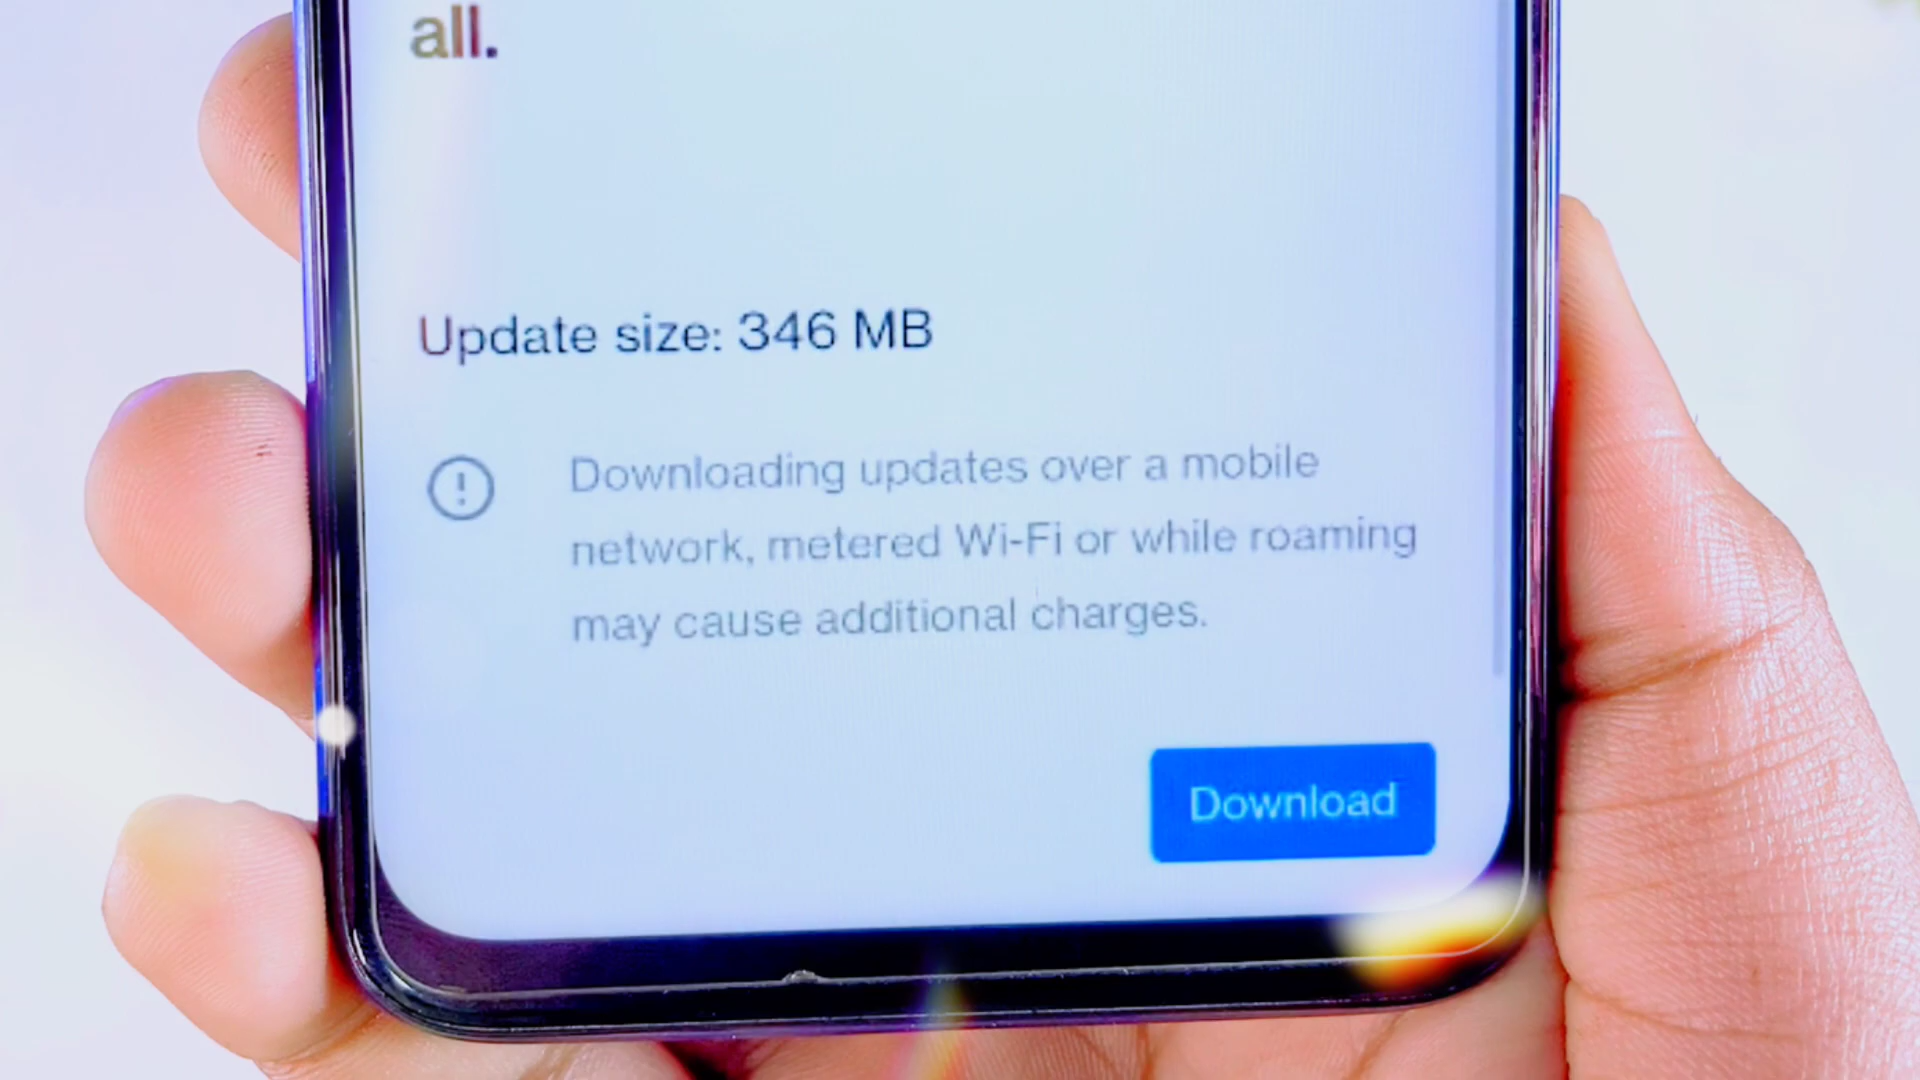 all.
Update size: 346 MB
Downloading updates over a mobile
network, metered Wi-Fi or while roaming
may cause additional charges.
Download